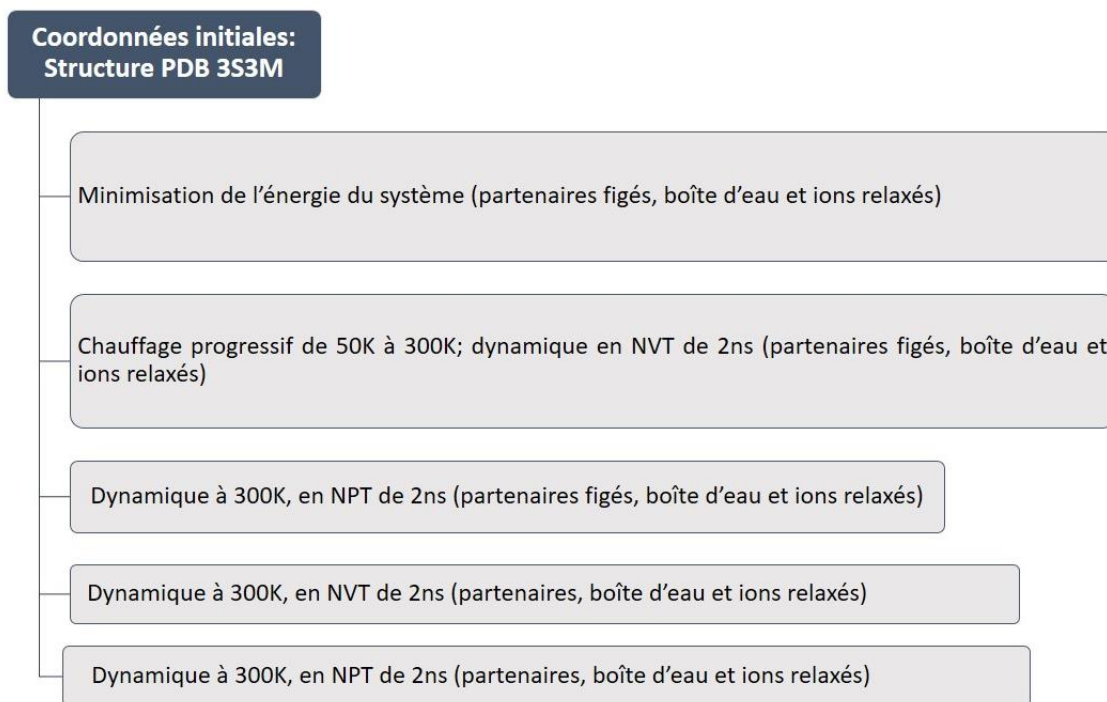 Coordonnées initiales:
Structure PDB 3S3M
Minimisation de l'énergie du système (partenaires figés, boîte d'eau et ions relaxés)
Chauffage progressif de 50K à 300K; dynamique en NVT de 2ns (partenaires figés, boîte d'eau et
ions relaxés)
Dynamique à 300K, en NPT de 2ns (partenaires figés, boîte d'eau et ions relaxés)
Dynamique à 300K, en NVT de 2ns (partenaires, boîte d'eau et ions relaxés)
Dynamique à 300K, en NPT de 2ns (partenaires, boîte d'eau et ions relaxés)